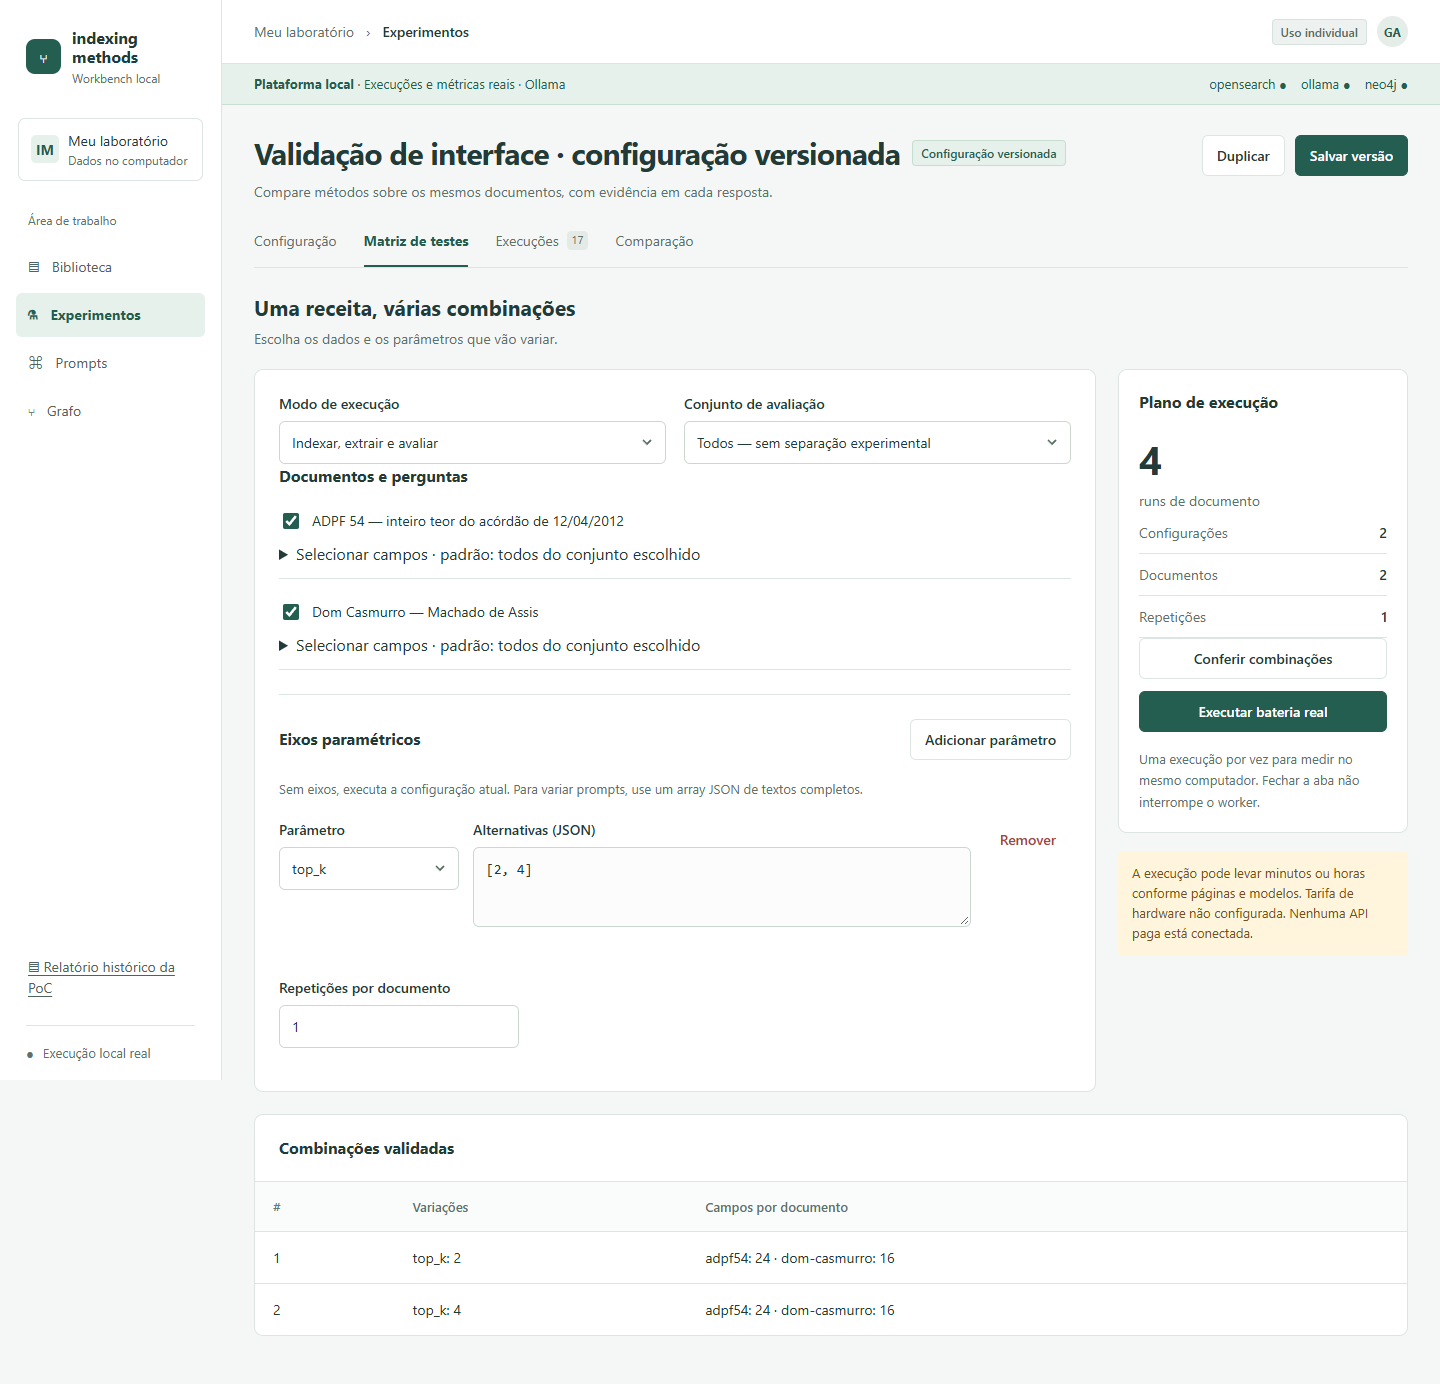 indexing
methods
Workbench local
IM
Meu laboratório
Dados no computador
Área de trabalho
Biblioteca
Experimentos
Prompts
Grafo
Relatório histórico da
PoC
Execução local real
Meu laboratório › Experimentos
Uso individual
GA
Plataforma local · Execuções e métricas reais · Ollama
opensearch ● ollama ● neo4j ●
Validação de interface · configuração versionada
Configuração versionada
Duplicar
Salvar versão
Compare métodos sobre os mesmos documentos, com evidência em cada resposta.
Configuração
Matriz de testes
Execuções 17
Comparação
Uma receita, várias combinações
Escolha os dados e os parâmetros que vão variar.
Modo de execução
Indexar, extrair e avaliar
Conjunto de avaliação
Todos — sem separação experimental
Documentos e perguntas
ADPF 54 — inteiro teor do acórdão de 12/04/2012
Selecionar campos · padrão: todos do conjunto escolhido
Dom Casmurro — Machado de Assis
Selecionar campos · padrão: todos do conjunto escolhido
Eixos paramétricos
Adicionar parâmetro
Sem eixos, executa a configuração atual. Para variar prompts, use um array JSON de textos completos.
Parâmetro
top_k
Alternativas (JSON)
[2, 4]
Remover
Repetições por documento
1
Plano de execução
4
runs de documento
Configurações 2
Documentos 2
Repetições 1
Conferir combinações
Executar bateria real
Uma execução por vez para medir no
mesmo computador. Fechar a aba não
interrompe o worker.
A execução pode levar minutos ou horas
conforme páginas e modelos. Tarifa de
hardware não configurada. Nenhuma API
paga está conectada.
Combinações validadas
# Variações Campos por documento
1 top_k: 2 adpf54: 24 · dom-casmurro: 16
2 top_k: 4 adpf54: 24 · dom-casmurro: 16